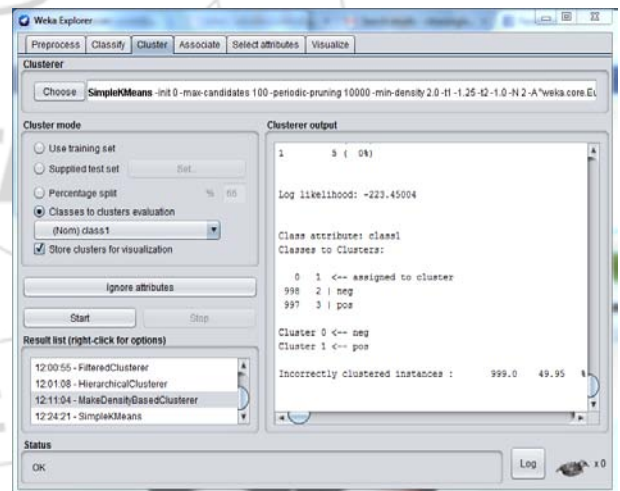 Weka Explorer
Preprocess Classify Cluster Associate Select attributes Visualize
Clusterer
Choose SimpleKMeans -init 0 -max-candidates 100 -periodic-pruning 10000 -min-density 2.0 -t1 -1.25 -t2 -1.0 -N 2 -A "weka.core.Eu
Cluster mode
Use training set
Supplied test set Set...
Percentage split % 66
Classes to clusters evaluation
(Nom) class1
Store clusters for visualization
Ignore attributes
Start Stop
Result list (right-click for options)
12:00:55 - FilteredClusterer
12:01:08 - HierarchicalClusterer
12:11:04 - MakeDensityBasedClusterer
12:24:21 - SimpleKMeans
Clusterer output
1 5 ( 0%)
Log likelihood: -223.45004
Class attribute: class1
Classes to Clusters:
0 1 <-- assigned to cluster
998 2 | neg
997 3 | pos
Cluster 0 <-- neg
Cluster 1 <-- pos
Incorrectly clustered instances : 999.0 49.95 %
Status
OK
Log x 0